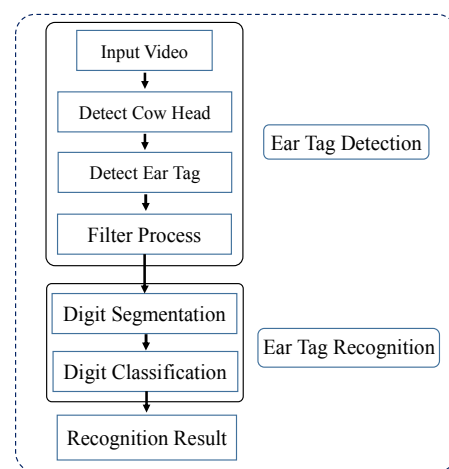 Input Video
Detect Cow Head
Ear Tag Detection
Detect Ear Tag
Filter Process
Digit Segmentation
Ear Tag Recognition
Digit Classification
Recognition Result